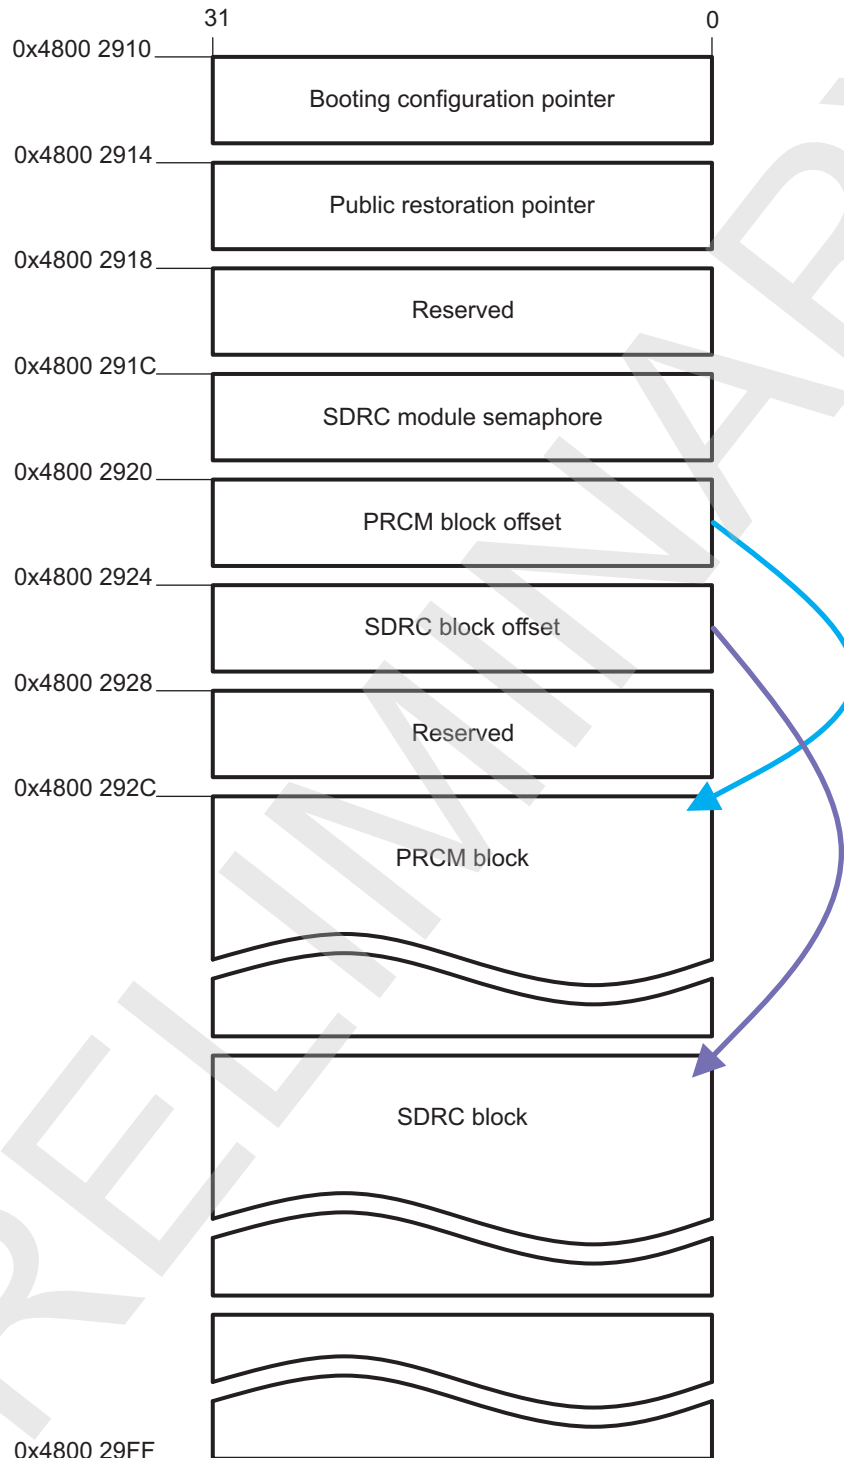 31 0
0x4800 2910
Booting configuration pointer
0x4800 2914
Public restoration pointer
0x4800 2918
Reserved
0x4800 291C
SDRC module semaphore
0x4800 2920
PRCM block offset
0x4800 2924
SDRC block offset
0x4800 2928
Reserved
0x4800 292C
PRCM block
SDRC block
0x4800 29FF
RELIMINAR